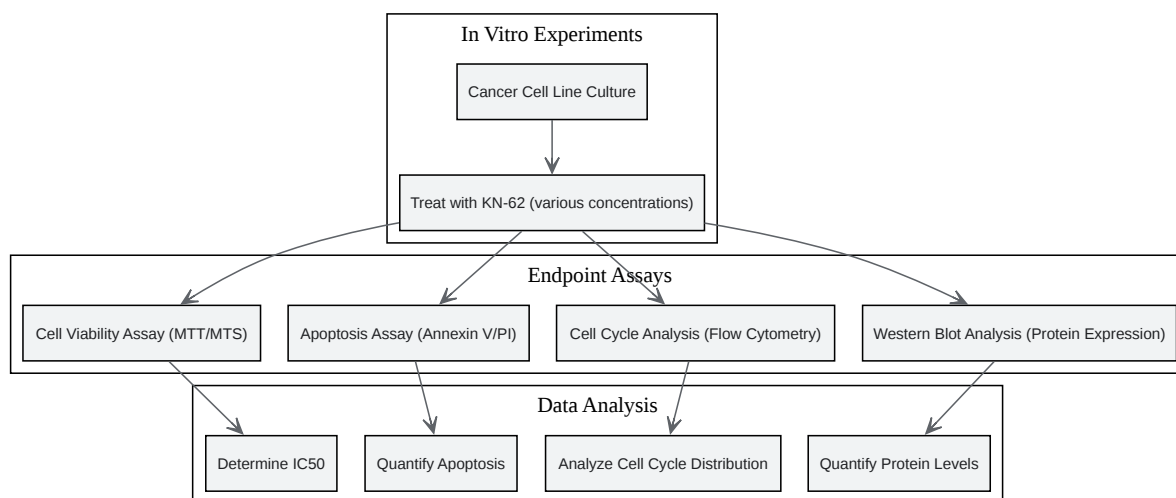 In Vitro Experiments
Cancer Cell Line Culture
Treat with KN-62 (various concentrations)
Endpoint Assays
Cell Viability Assay (MTT/MTS)
Apoptosis Assay (Annexin V/PI)
Cell Cycle Analysis (Flow Cytometry)
Western Blot Analysis (Protein Expression)
Data Analysis
Determine IC50
Quantify Apoptosis
Analyze Cell Cycle Distribution
Quantify Protein Levels